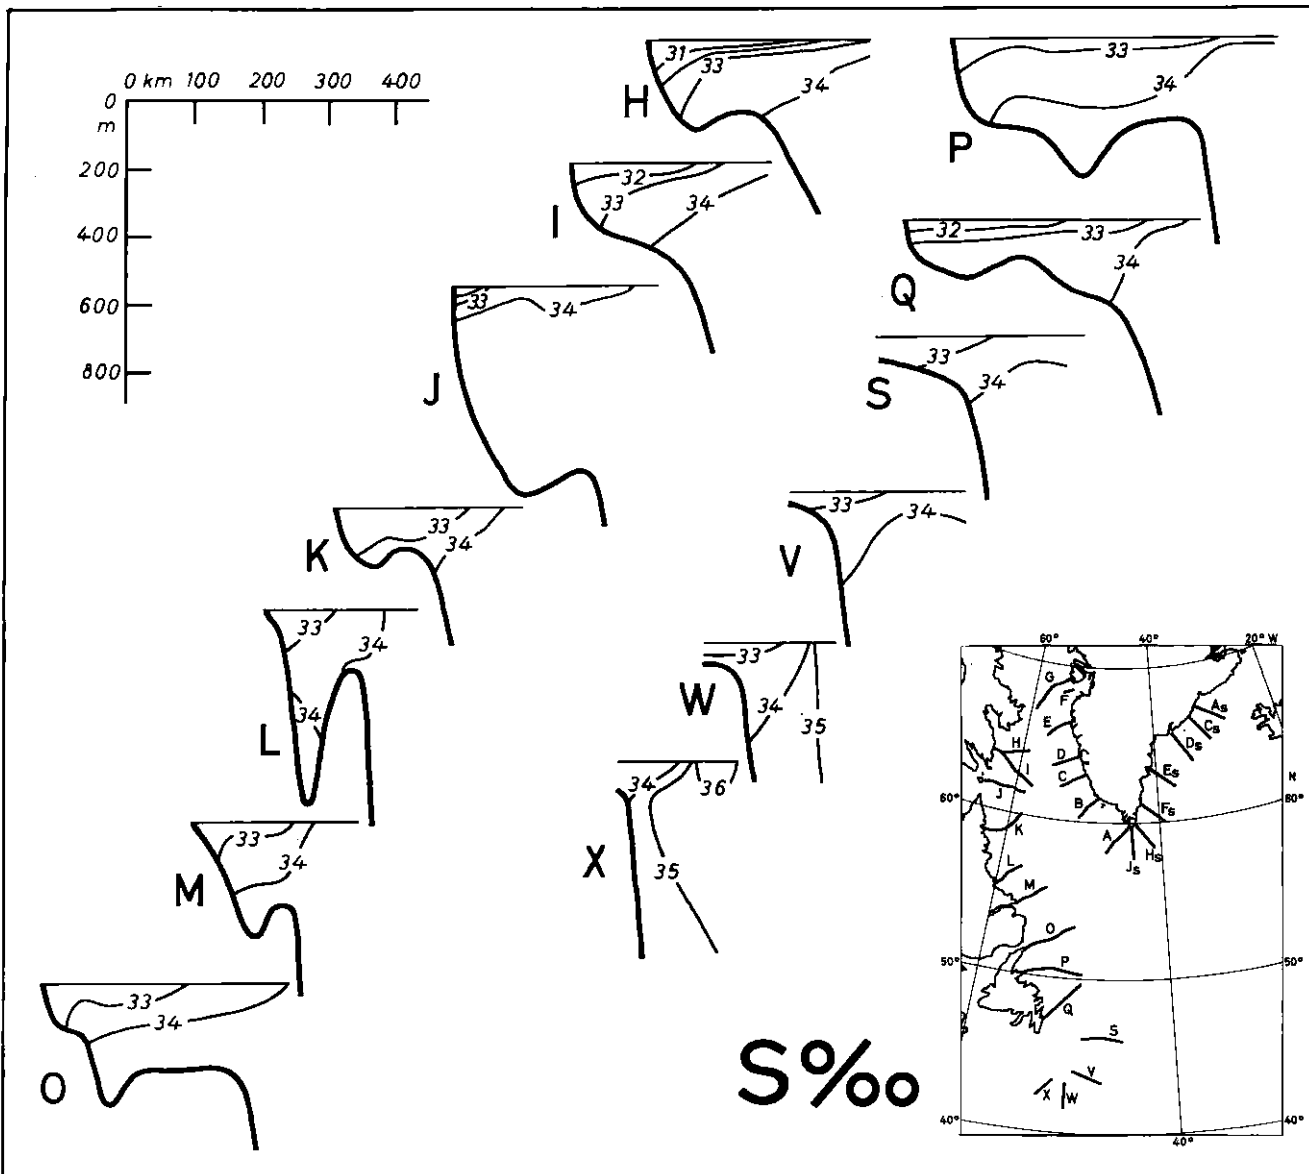 0 km 100 200 300 400
0
m
200
400
600
800
H
31
33
34
P
33
34
I
32
33
34
Q
32
33
34
J
33
34
S
33
34
K
33
34
V
33
34
L
33
34
34
W
33
34
35
M
33
34
X
34
36
35
O
33
34
S‰
60° 40° 20° W
G
F
E
As
Cs
Ds
H
D
I
C
Es
J
N
60° 60°
B
Fs
K
A
Hs
Js
L
M
O
50° P 50°
Q
S
V
X W
40° 40°
40°